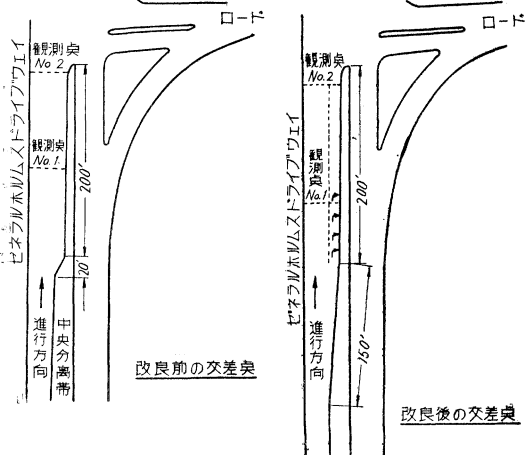 ロード
観測点
No. 2
観測点
No. 1
200'
20'
ゼネラルホルムスドライブウェイ
進行方向
中央分離帯
改良前の交差点
ロード
観測点
No.2
観測点
No.1
200'
150'
ゼネラルホルムスドライブウェイ
進行方向
改良後の交差点